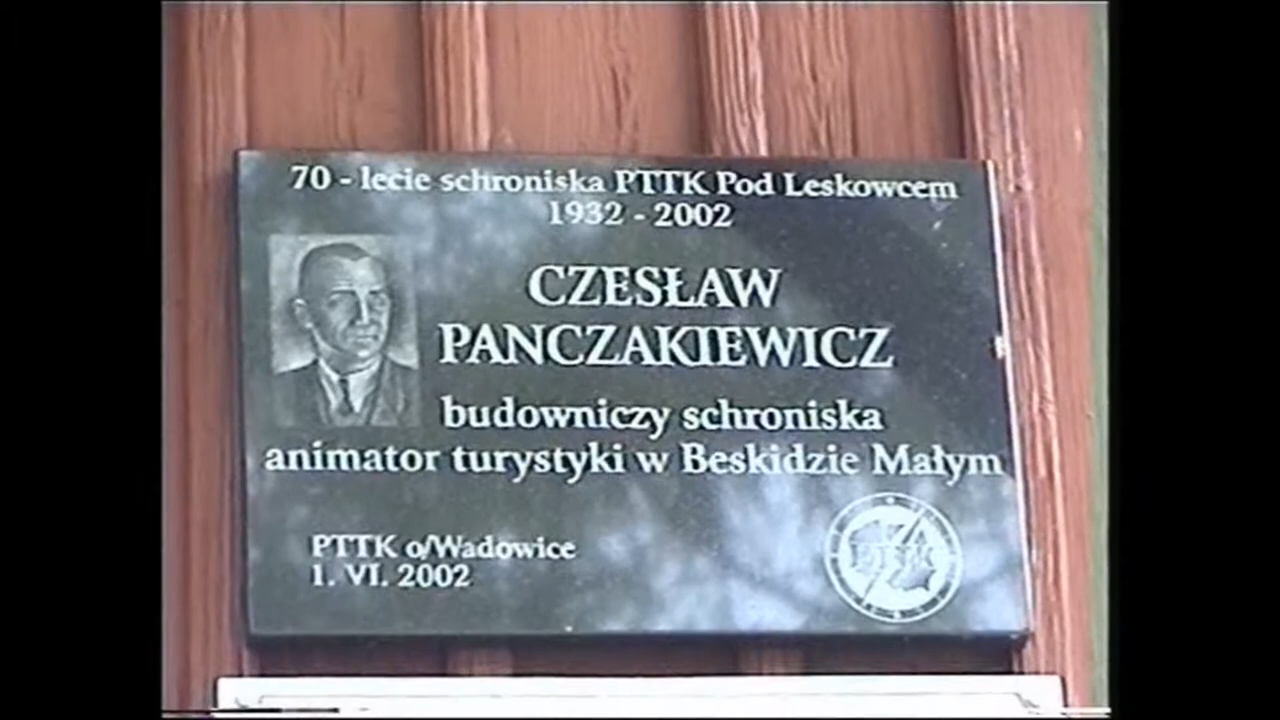 70 - lecie schroniska PTTK Pod Leskowcem
1932 - 2002
CZESŁAW
PANCZAKIEWICZ
budowniczy schroniska
animator turystyki w Beskidzie Małym
PTTK o/Wadowice
1. VI. 2002
PTTK